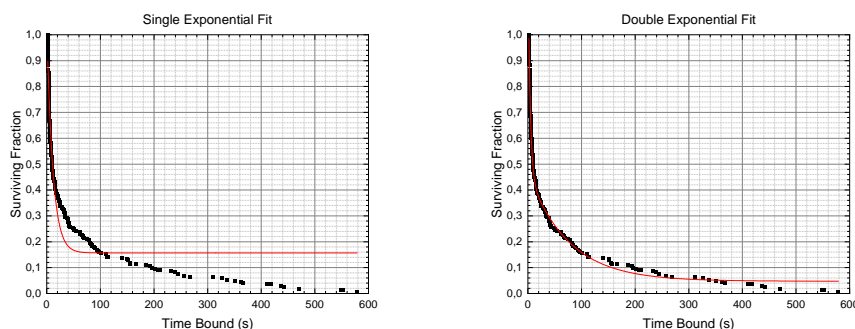 Single Exponential Fit
1,0
0,9
0,8
0,7
0,6
0,5
0,4
0,3
0,2
0,1
0,0
Surviving Fraction
0 100 200 300 400 500 600
Time Bound (s)
Double Exponential Fit
1,0
0,9
0,8
0,7
0,6
0,5
0,4
0,3
0,2
0,1
0,0
Surviving Fraction
0 100 200 300 400 500 600
Time Bound (s)